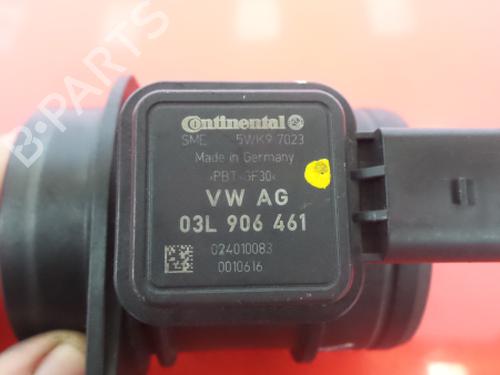 B-PARTS
Continental
SME 5WK9 7023
Made in Germany
>PBT-GF30<
VW AG
03L 906 461
024010083
0010616